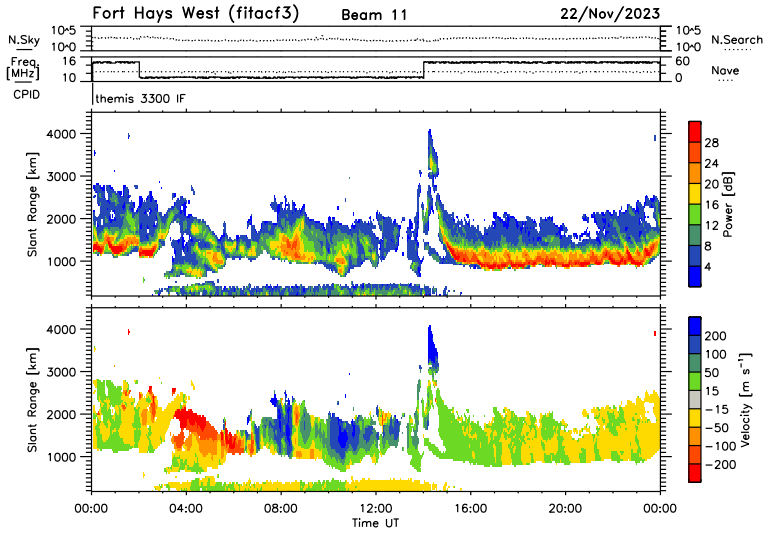 Fort Hays West (fitacf3) Beam 11 22/Nov/2023
N.Sky 10^5 10^0 10^5 10^0 N.Search
Freq. [MHz] 16 10 60 0 Nave
CPID themis 3300 IF
Slant Range [km] 4000 3000 2000 1000
Power [dB] 28 24 20 16 12 8 4
Slant Range [km] 4000 3000 2000 1000
Velocity [m s⁻¹] 200 100 50 15 −15 −50 −100 −200
00:00 04:00 08:00 12:00 16:00 20:00 00:00
Time UT